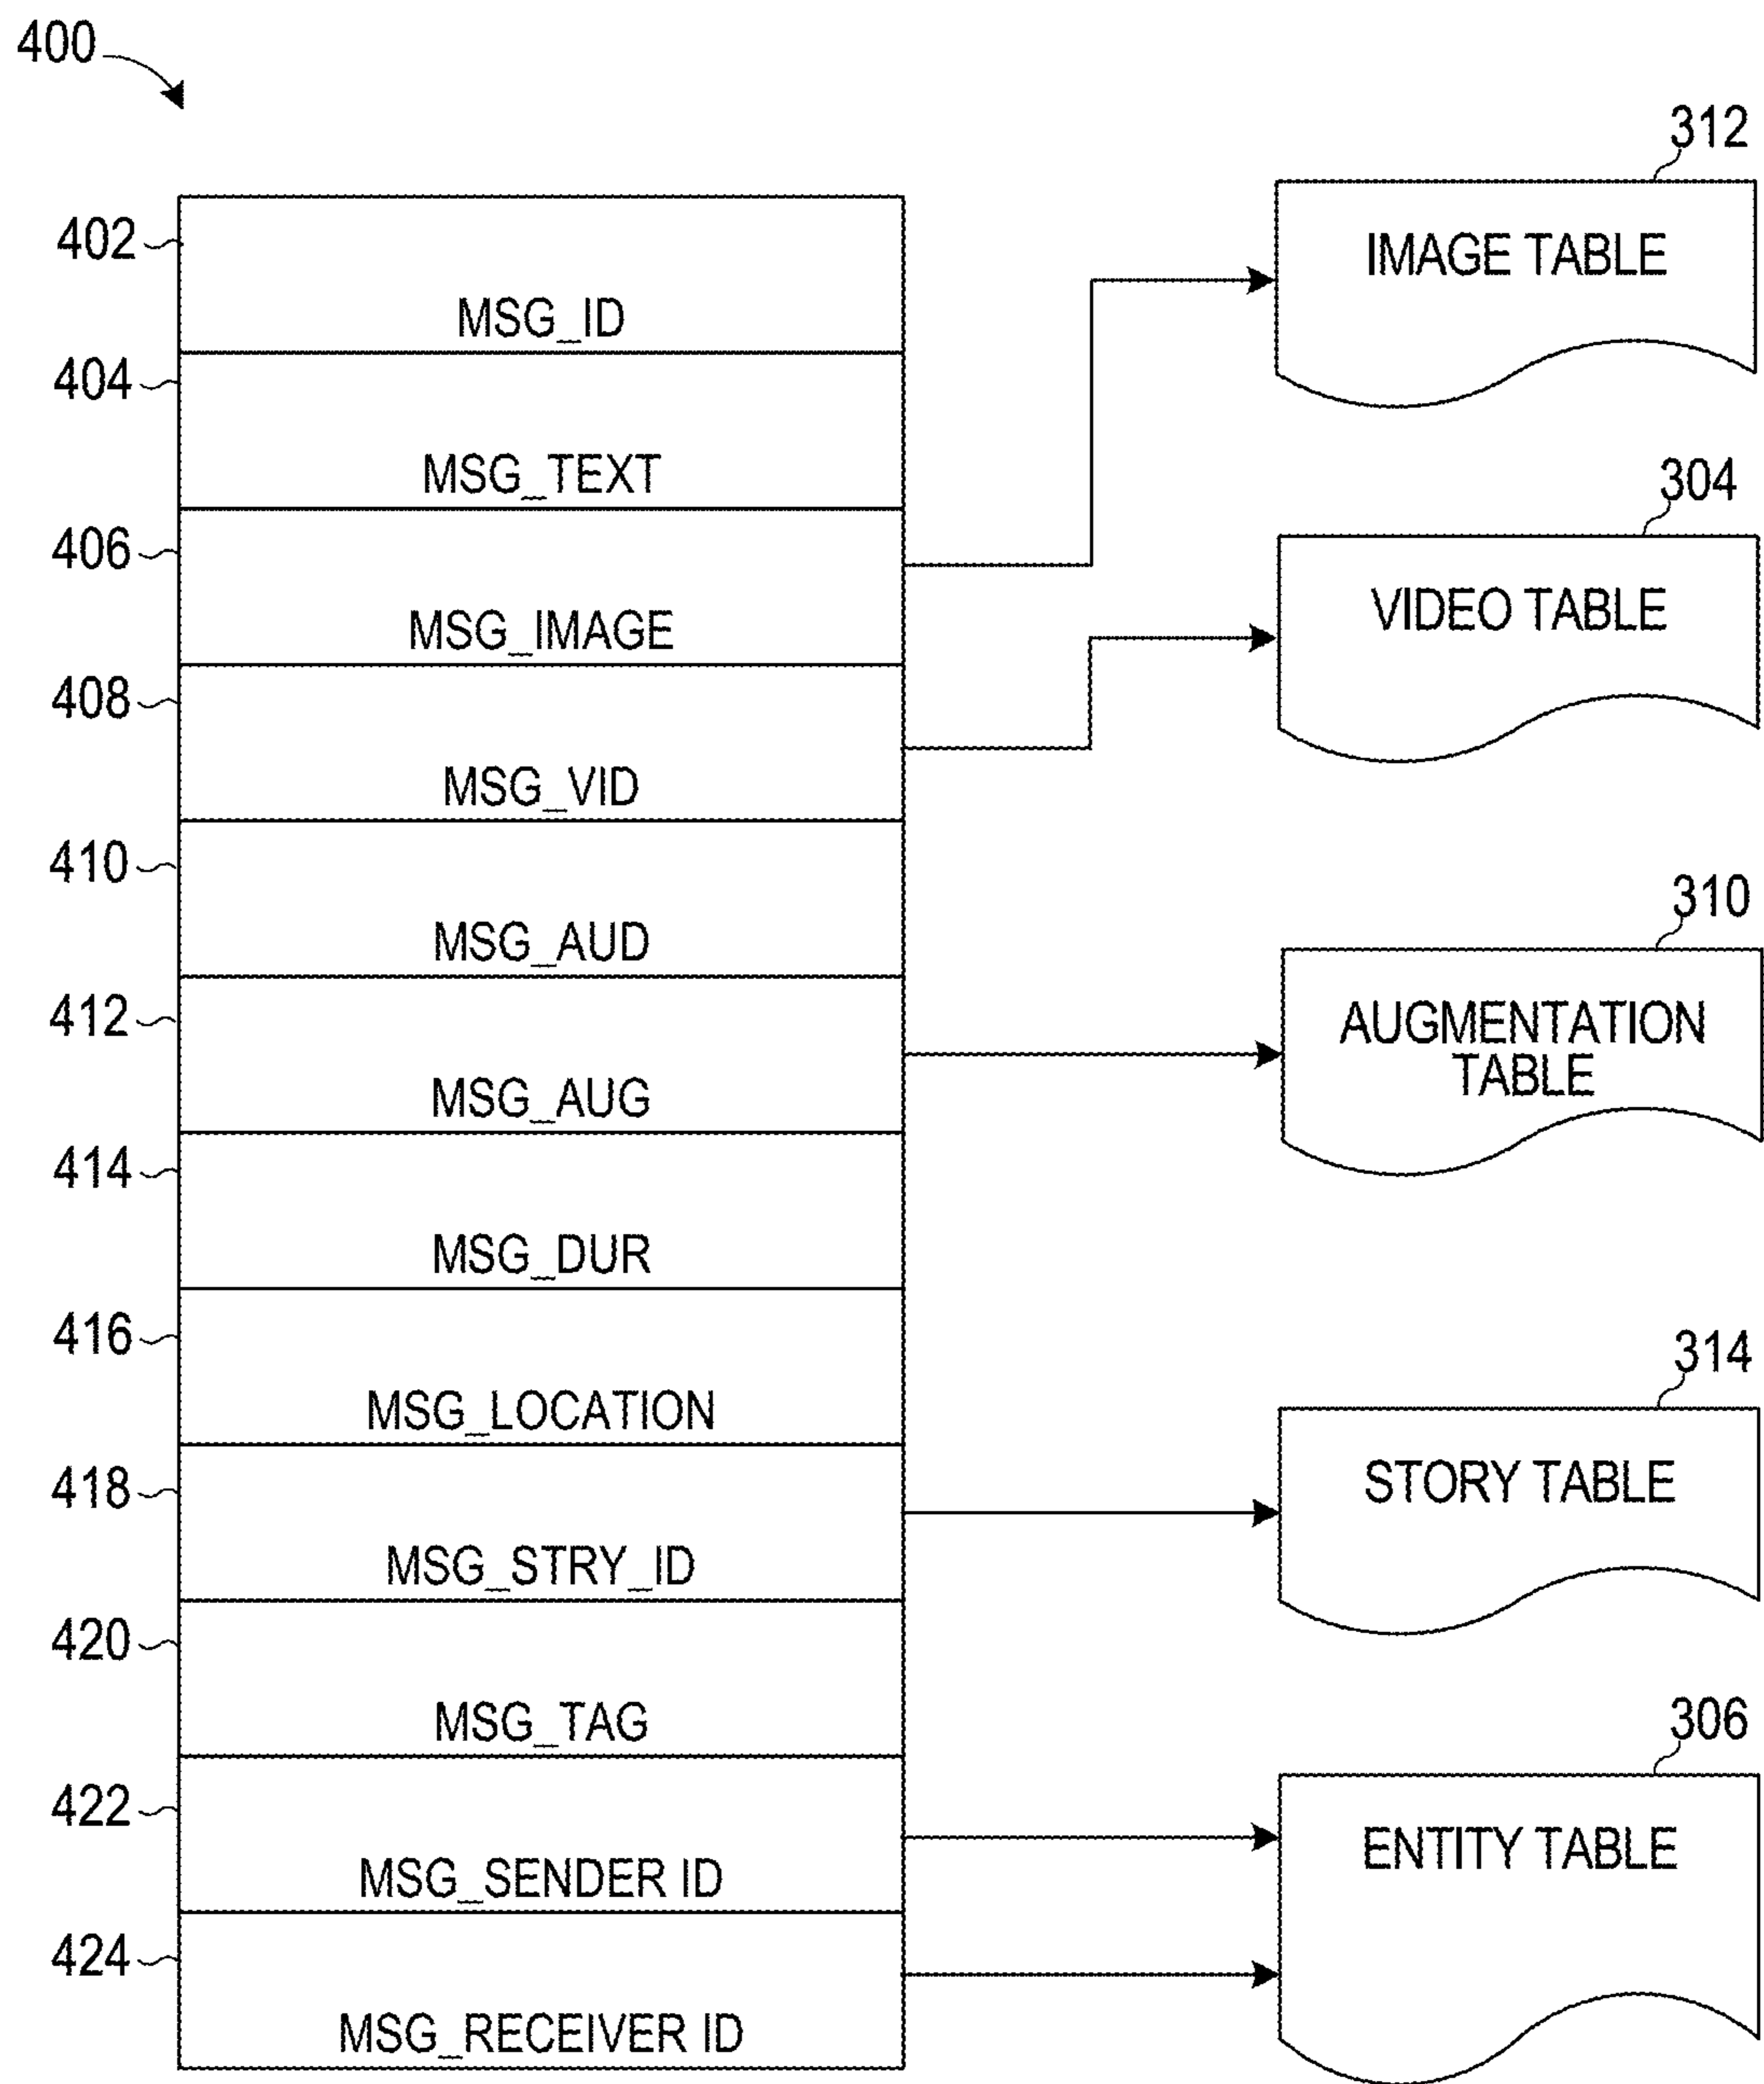 400
402
MSG_ID
404
MSG_TEXT
406
MSG_IMAGE
408
MSG_VID
410
MSG_AUD
412
MSG_AUG
414
MSG_DUR
416
MSG_LOCATION
418
MSG_STRY_ID
420
MSG_TAG
422
MSG_SENDER ID
424
MSG_RECEIVER ID
312
IMAGE TABLE
304
VIDEO TABLE
310
AUGMENTATION
TABLE
314
STORY TABLE
306
ENTITY TABLE